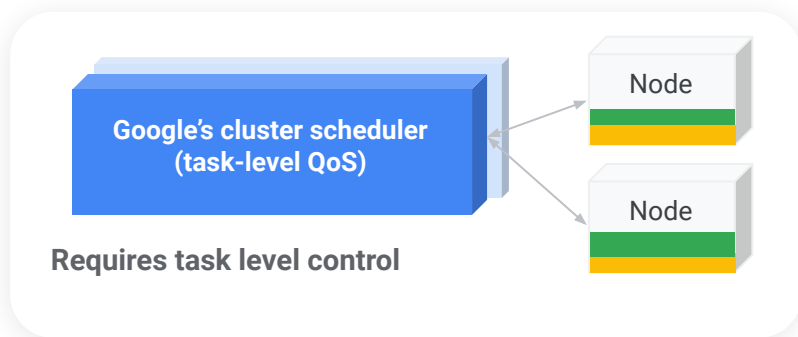 Google's cluster scheduler
(task-level QoS)
Node
Node
Requires task level control